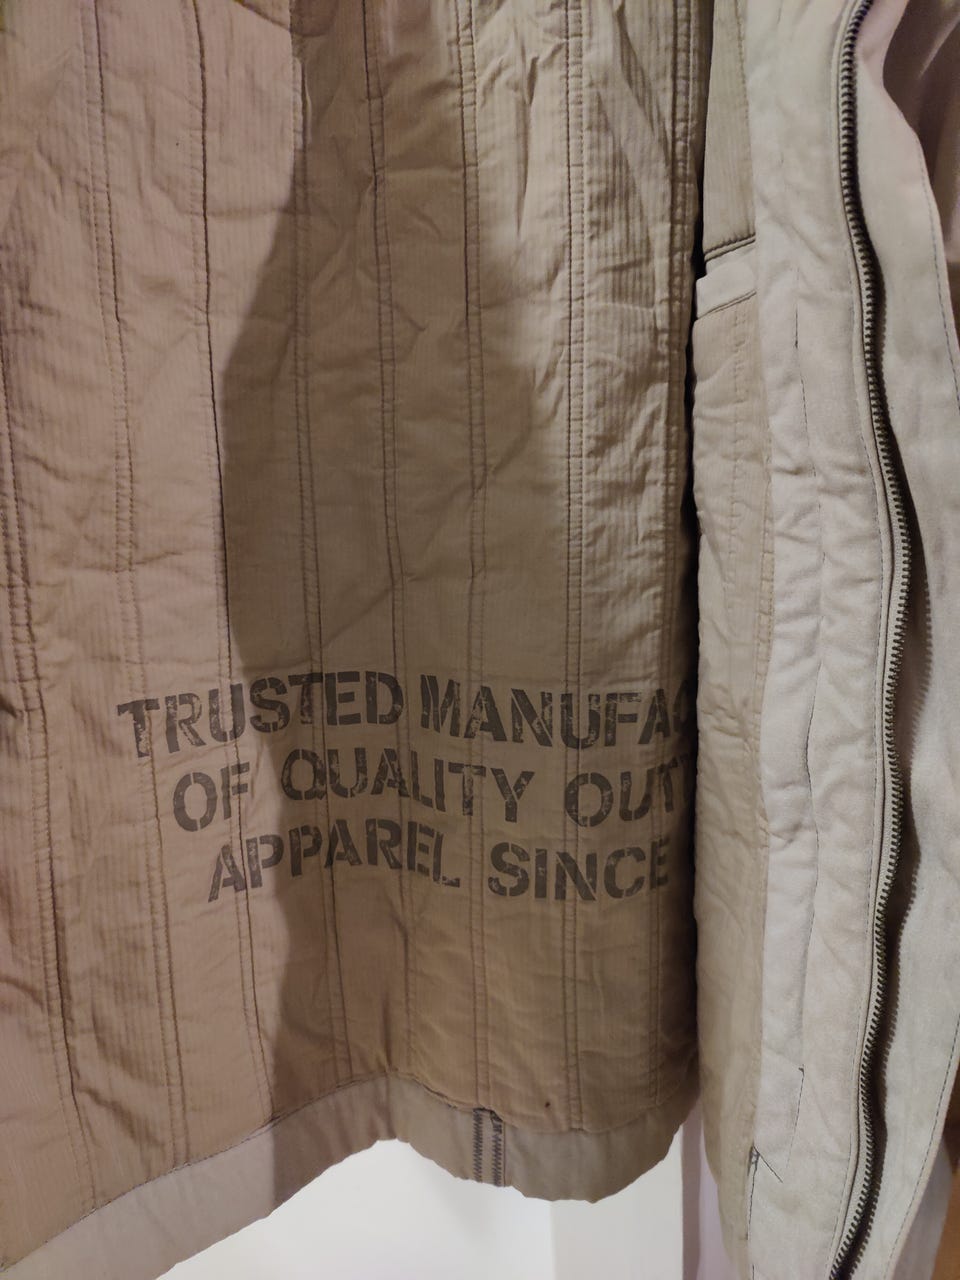 TRUSTED MANUFAC
OF QUALITY OUT
APPAREL SINCE